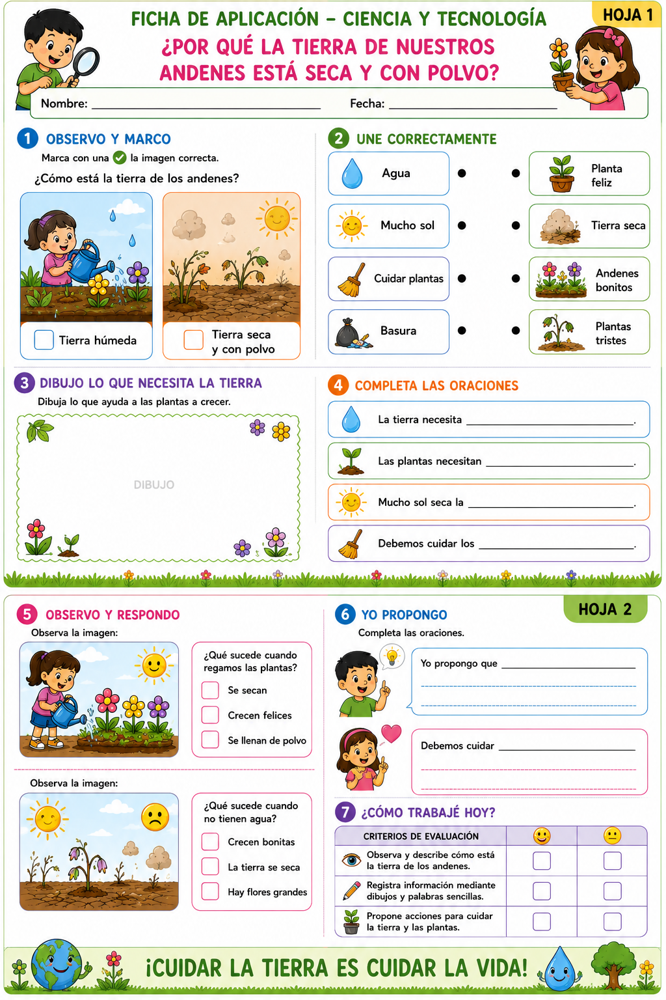 HOJA 1
FICHA DE APLICACIÓN – CIENCIA Y TECNOLOGÍA
¿POR QUÉ LA TIERRA DE NUESTROS
ANDENES ESTÁ SECA Y CON POLVO?
Nombre: Fecha:
1 OBSERVO Y MARCO
Marca con una la imagen correcta.
¿Cómo está la tierra de los andenes?
Tierra húmeda
Tierra seca
y con polvo
2 UNE CORRECTAMENTE
Agua
Planta
feliz
Mucho sol
Tierra seca
Cuidar plantas
Andenes
bonitos
Basura
Plantas
tristes
3 DIBUJO LO QUE NECESITA LA TIERRA
Dibuja lo que ayuda a las plantas a crecer.
DIBUJO
4 COMPLETA LAS ORACIONES
La tierra necesita ______.
Las plantas necesitan ______.
Mucho sol seca la ______.
Debemos cuidar los ______.
HOJA 2
5 OBSERVO Y RESPONDO
Observa la imagen:
¿Qué sucede cuando
regamos las plantas?
Se secan
Crecen felices
Se llenan de polvo
Observa la imagen:
¿Qué sucede cuando
no tienen agua?
Crecen bonitas
La tierra se seca
Hay flores grandes
6 YO PROPONGO
Completa las oraciones.
Yo propongo que
Debemos cuidar
7 ¿CÓMO TRABAJÉ HOY?
CRITERIOS DE EVALUACIÓN
Observa y describe cómo está
la tierra de los andenes.
Registra información mediante
dibujos y palabras sencillas.
Propone acciones para cuidar
la tierra y las plantas.
¡CUIDAR LA TIERRA ES CUIDAR LA VIDA!